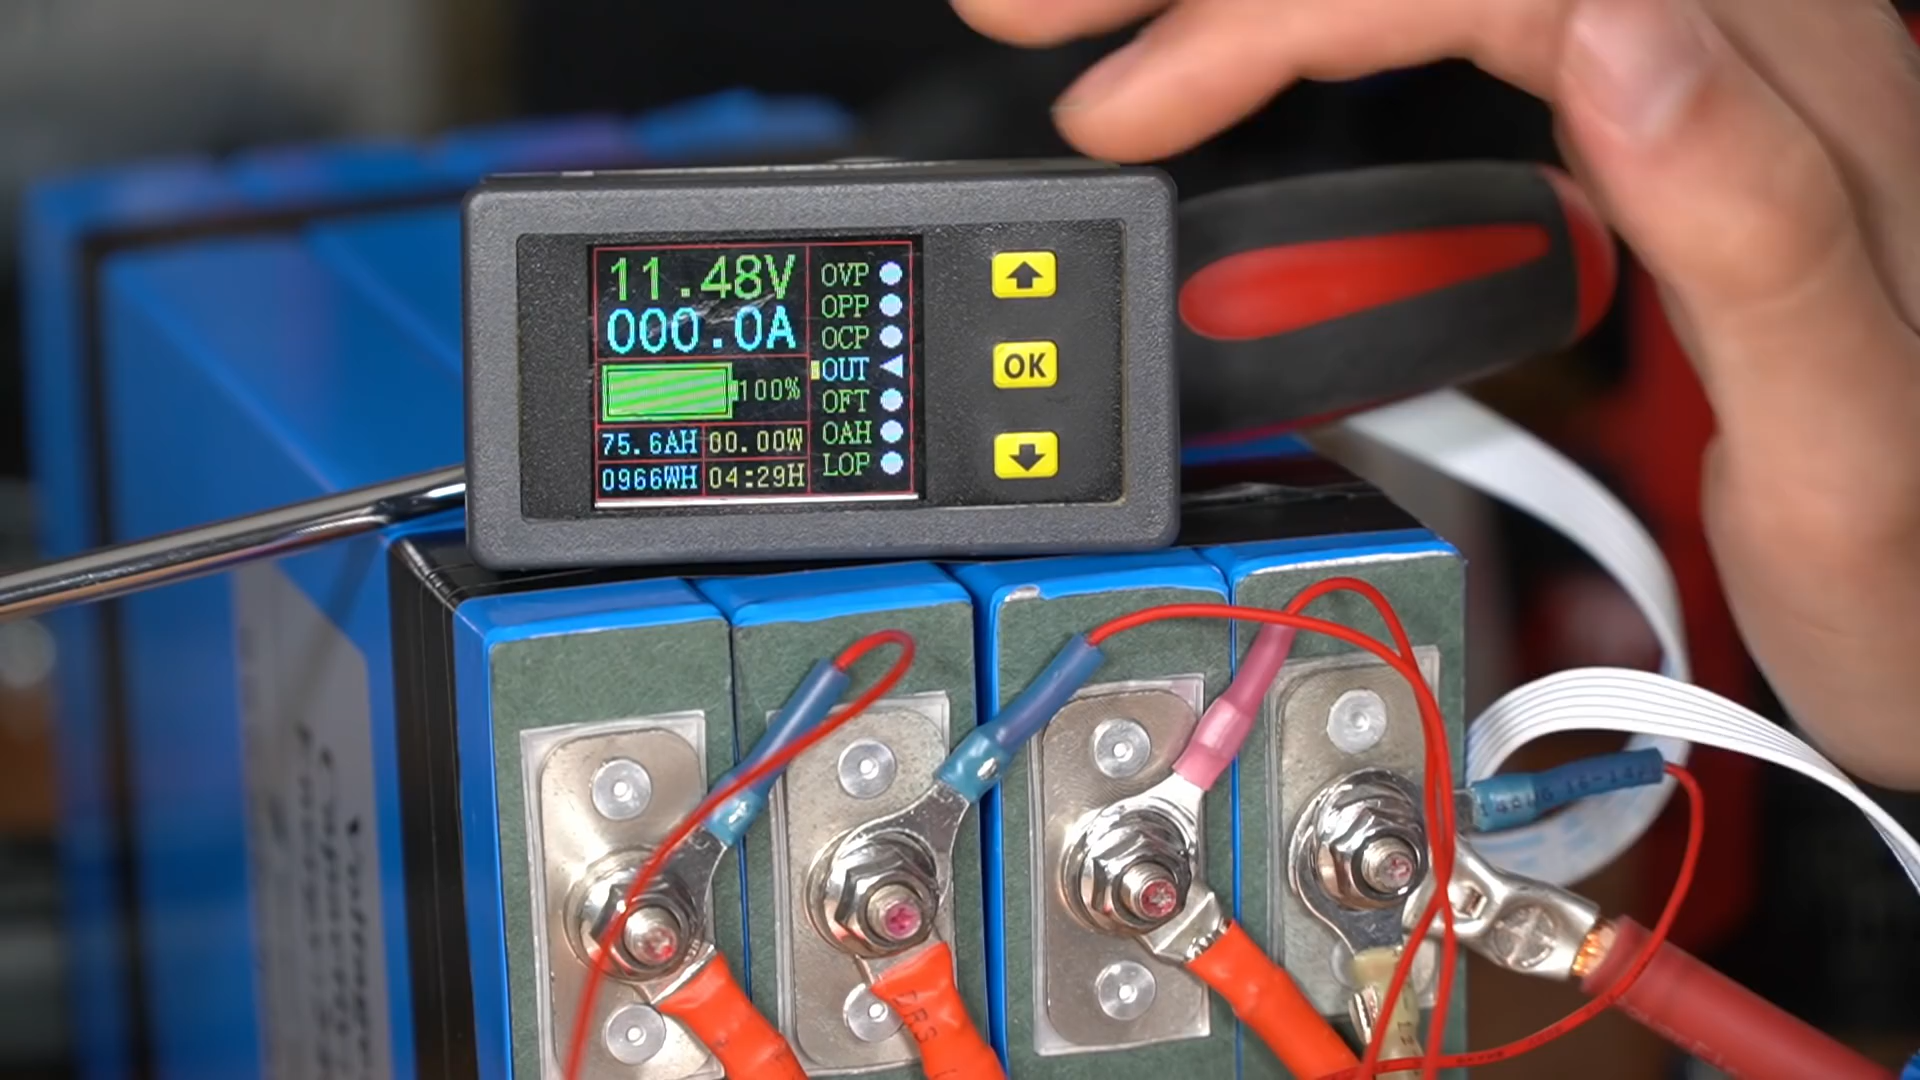 11.48V
000.0A
100%
75.6AH 00.00W
0966WH 04:29H
OVP
OPP
OCP
OUT
OFT
OAH
LOP
OK